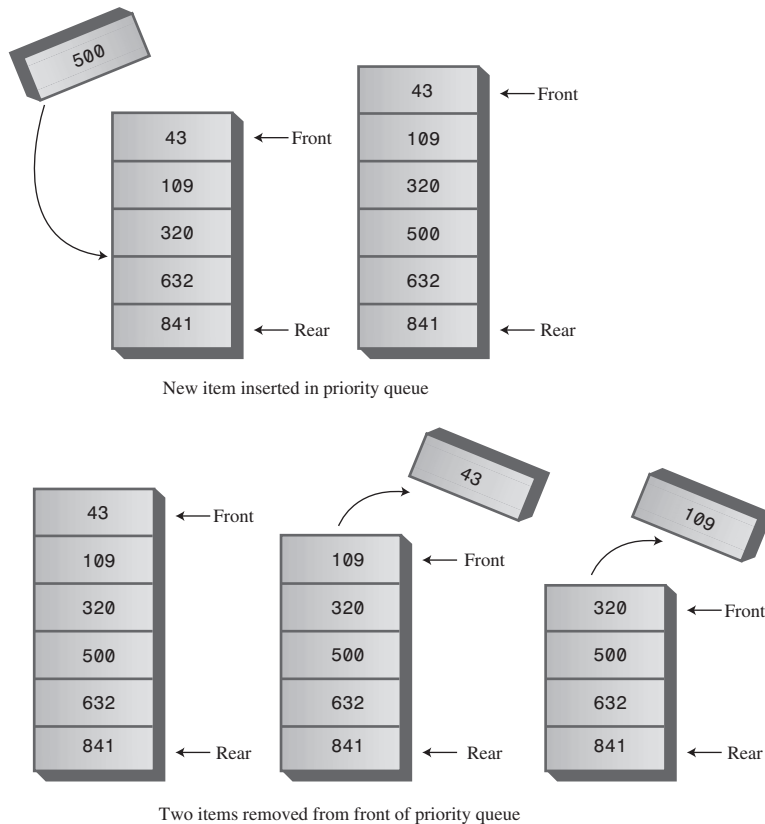 500
43
109
320
632
841
Front
Rear
43
109
320
500
632
841
Front
Rear
New item inserted in priority queue
43
109
320
500
632
841
Front
Rear
43
109
320
500
632
841
Front
Rear
109
320
500
632
841
Front
Rear
Two items removed from front of priority queue